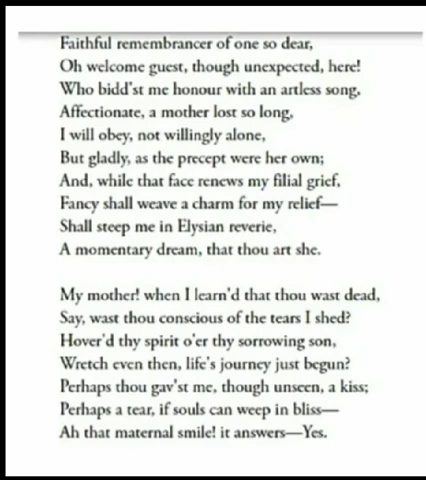 Faithful remembrancer of one so dear,
Oh welcome guest, though unexpected, here!
Who bidd'st me honour with an artless song,
Affectionate, a mother lost so long,
I will obey, not willingly alone,
But gladly, as the precept were her own;
And, while that face renews my filial grief,
Fancy shall weave a charm for my relief—
Shall steep me in Elysian reverie,
A momentary dream, that thou art she.
My mother! when I learn'd that thou wast dead,
Say, wast thou conscious of the tears I shed?
Hover'd thy spirit o'er thy sorrowing son,
Wretch even then, life's journey just begun?
Perhaps thou gav'st me, though unseen, a kiss;
Perhaps a tear, if souls can weep in bliss—
Ah that maternal smile! it answers—Yes.